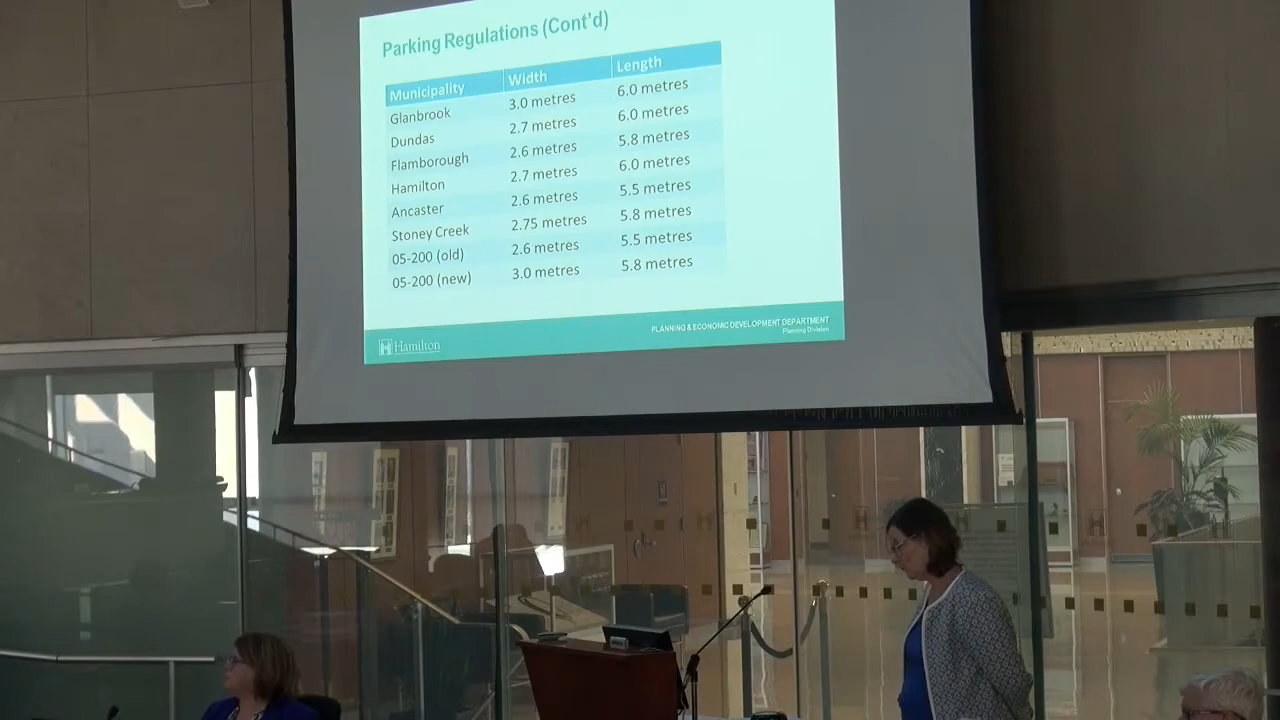 Parking Regulations (Cont'd)
Municipality Width Length
Glanbrook 3.0 metres 6.0 metres
Dundas 2.7 metres 6.0 metres
Flamborough 2.6 metres 5.8 metres
Hamilton 2.7 metres 6.0 metres
Ancaster 2.6 metres 5.5 metres
Stoney Creek 2.75 metres 5.8 metres
05-200 (old) 2.6 metres 5.5 metres
05-200 (new) 3.0 metres 5.8 metres
PLANNING & ECONOMIC DEVELOPMENT DEPARTMENT
Planning Division
Hamilton